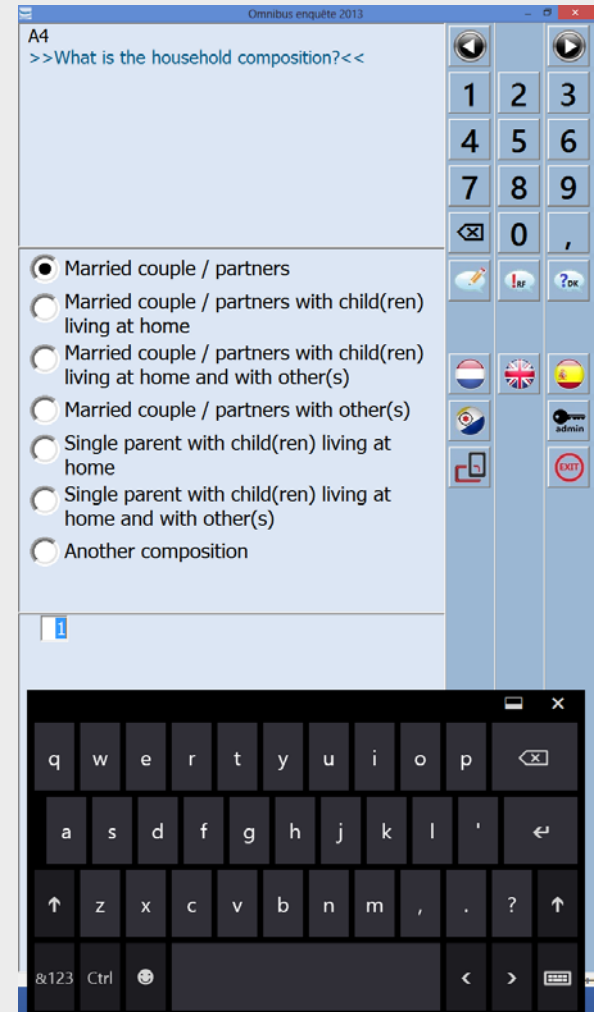 Omnibus enquête 2013
A4
>>What is the household composition?<<
1 2 3
4 5 6
7 8 9
0 ,
!RF ?DK
Married couple / partners
Married couple / partners with child(ren)
living at home
Married couple / partners with child(ren)
living at home and with other(s)
Married couple / partners with other(s)
Single parent with child(ren) living at
home
Single parent with child(ren) living at
home and with other(s)
Another composition
admin
EXIT
1
q w e r t y u i o p
a s d f g h j k l '
z x c v b n m , . ?
&123 Ctrl